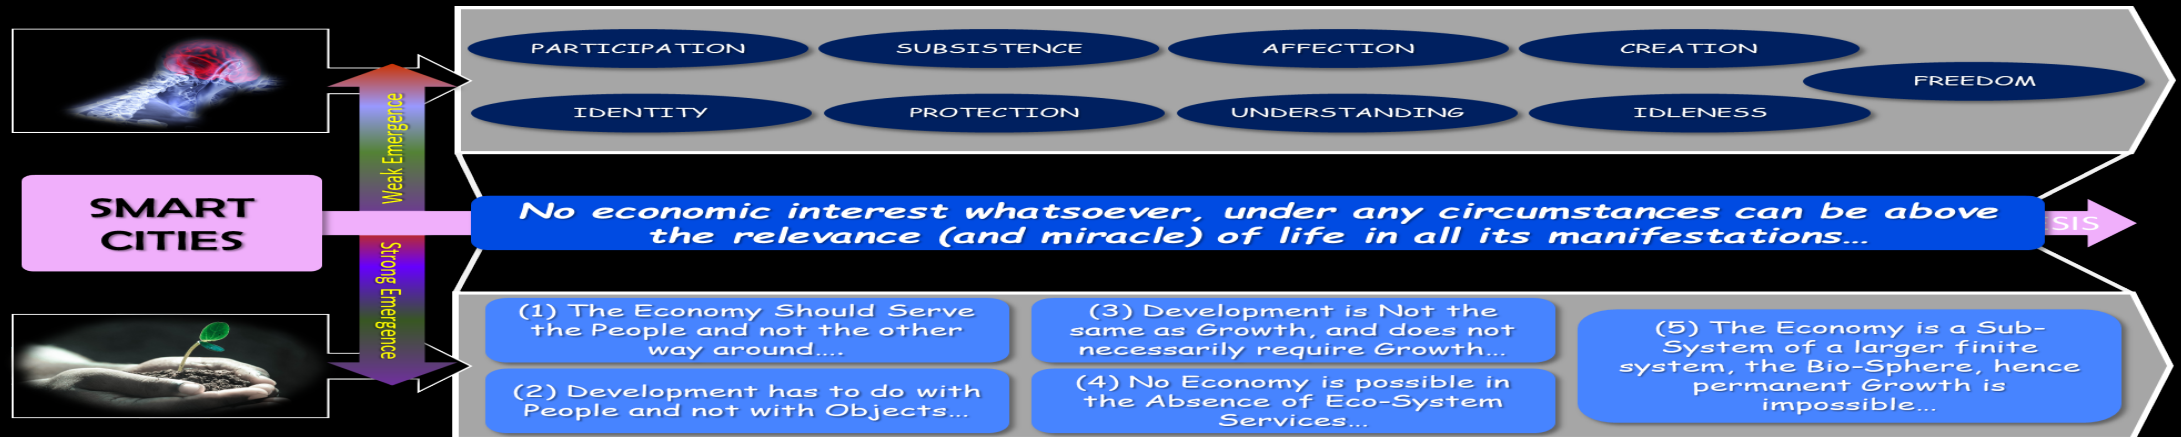 PARTICIPATION
SUBSISTENCE
AFFECTION
CREATION
FREEDOM
IDENTITY
PROTECTION
UNDERSTANDING
IDLENESS
Weak Emergence
SMART
CITIES
No economic interest whatsoever, under any circumstances can be above
the relevance (and miracle) of life in all its manifestations...
SIS
Strong Emergence
(1) The Economy Should Serve
the People and not the other
way around....
(2) Development has to do with
People and not with Objects...
(3) Development is Not the
same as Growth, and does not
necessarily require Growth...
(4) No Economy is possible in
the Absence of Eco-System
Services...
(5) The Economy is a Sub-
System of a larger finite
system, the Bio-Sphere, hence
permanent Growth is
impossible...